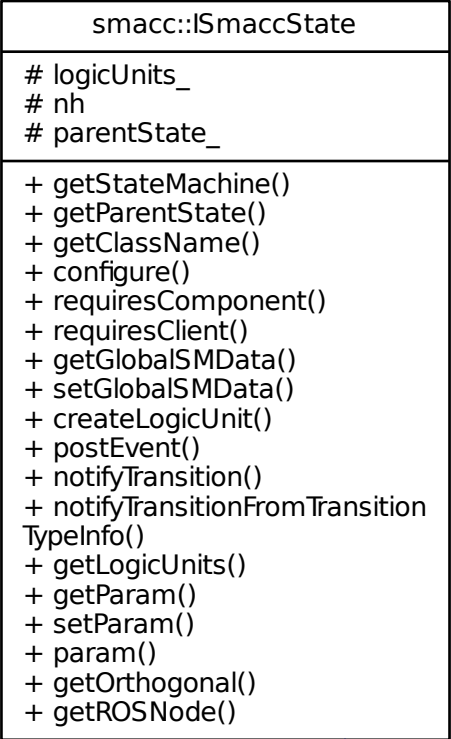 smacc::ISmaccState
# logicUnits_
# nh
# parentState_
+ getStateMachine()
+ getParentState()
+ getClassName()
+ configure()
+ requiresComponent()
+ requiresClient()
+ getGlobalSMData()
+ setGlobalSMData()
+ createLogicUnit()
+ postEvent()
+ notifyTransition()
+ notifyTransitionFromTransition
TypeInfo()
+ getLogicUnits()
+ getParam()
+ setParam()
+ param()
+ getOrthogonal()
+ getROSNode()